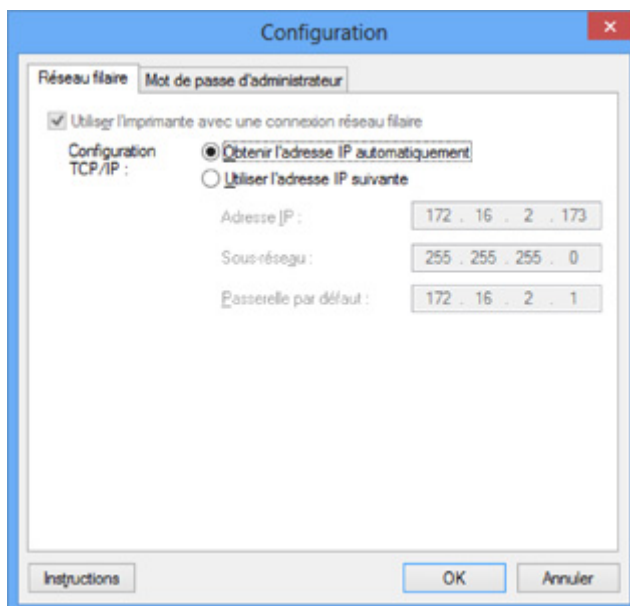 Configuration
Réseau filaire
Mot de passe d'administrateur
Utiliser l'imprimante avec une connexion réseau filaire
Configuration
TCP/IP :
Obtenir l'adresse IP automatiquement
Utiliser l'adresse IP suivante
Adresse IP :
172 . 16 . 2 . 173
Sous-réseau :
255 . 255 . 255 . 0
Passerelle par défaut :
172 . 16 . 2 . 1
Instructions
OK
Annuler